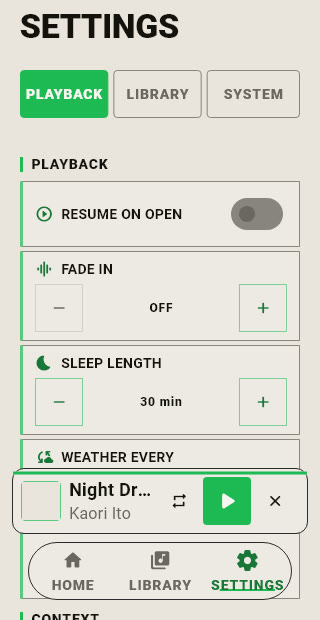 SETTINGS
PLAYBACK
LIBRARY
SYSTEM
PLAYBACK
RESUME ON OPEN
FADE IN
OFF
SLEEP LENGTH
30 min
WEATHER EVERY
Night Dr...
Kaori Ito
HOME
LIBRARY
SETTINGS
CONTEXT